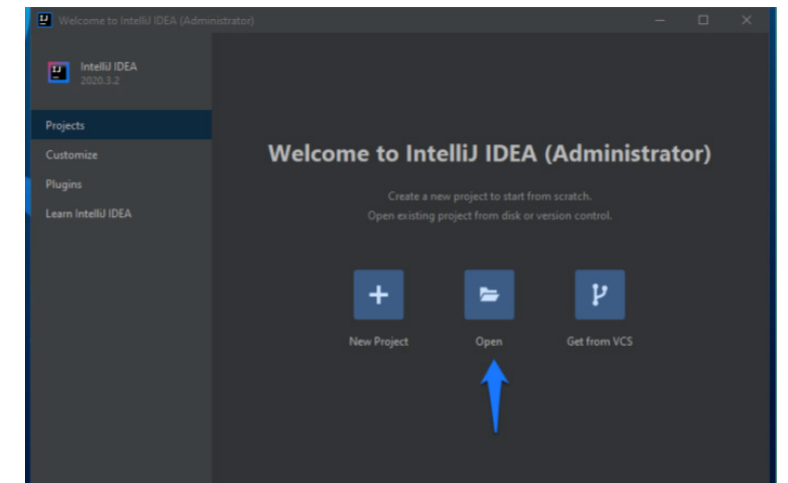 Welcome to IntelliJ IDEA (Administrator)
IntelliJ IDEA
2020.3.2
Projects
Customize
Plugins
Learn IntelliJ IDEA
Welcome to IntelliJ IDEA (Administrator)
Create a new project to start from scratch.
Open existing project from disk or version control.
New Project
Open
Get from VCS